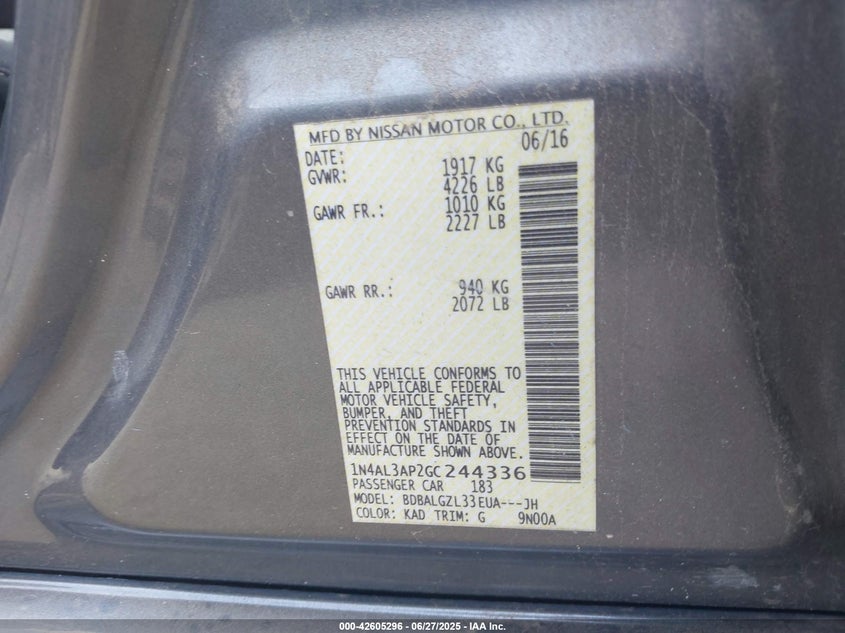 MFD BY NISSAN MOTOR CO., LTD.
DATE: 06/16
GVWR: 1917 KG
4226 LB
GAWR FR.: 1010 KG
2227 LB
GAWR RR.: 940 KG
2072 LB
THIS VEHICLE CONFORMS TO
ALL APPLICABLE FEDERAL
MOTOR VEHICLE SAFETY,
BUMPER, AND THEFT
PREVENTION STANDARDS IN
EFFECT ON THE DATE OF
MANUFACTURE SHOWN ABOVE.
1N4AL3AP2GC244336
PASSENGER CAR 183
MODEL: BDBALGZL33EUA---JH
COLOR: KAD TRIM: G 9N00A
000-42605296 - 06/27/2025 - IAA Inc.